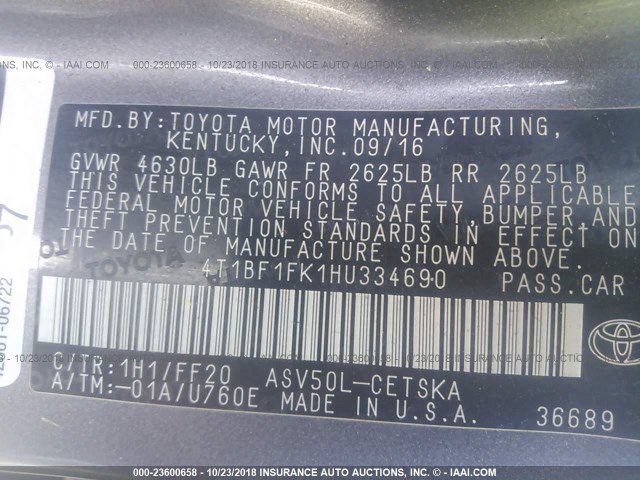 000-23600658 - 10/23/2018 - INSURANCE AUTO AUCTIONS, INC. - © IAAI.COM
MFD.BY:TOYOTA MOTOR MANUFACTURING,
KENTUCKY,INC.09/16
GVWR 4630LB GAWR FR 2625LB RR 2625LB
THIS VEHICLE CONFORMS TO ALL APPLICABLE
FEDERAL MOTOR VEHICLE SAFETY,BUMPER AND
THEFT PREVENTION STANDARDS IN EFFECT ON
THE DATE OF MANUFACTURE SHOWN ABOVE.
4T1BF1FK1HU334690 PASS.CAR
C/TR:1H1/FF20 ASV50L-CETSKA
A/TM:-01A/U760E MADE IN U.S.A. 36689
TOYOTA
000-23600658 - 10/23/2018 - INSURANCE AUTO AUCTIONS, INC. - © IAAI.COM